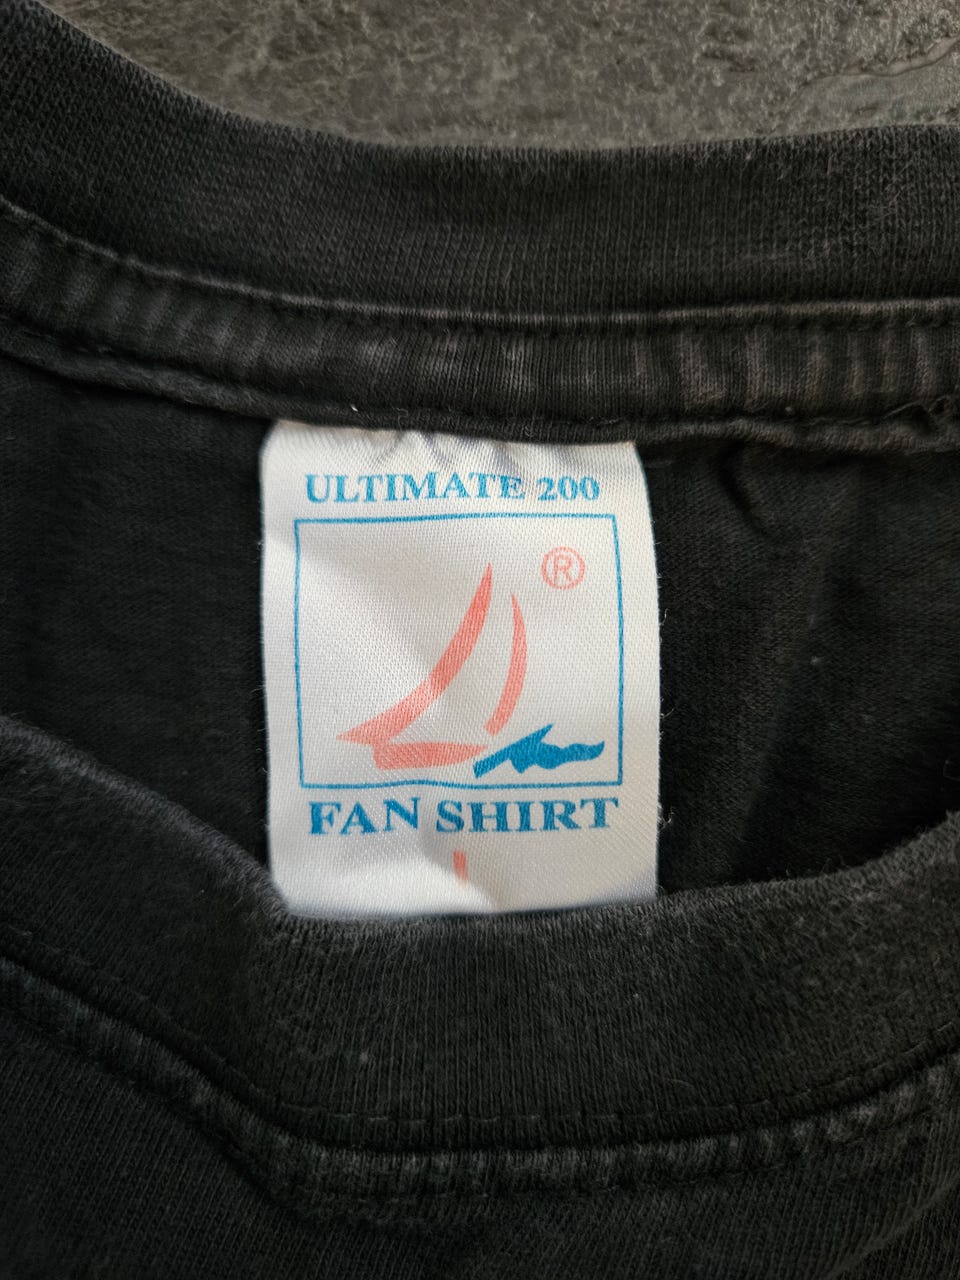 ULTIMATE 200
®
FAN SHIRT